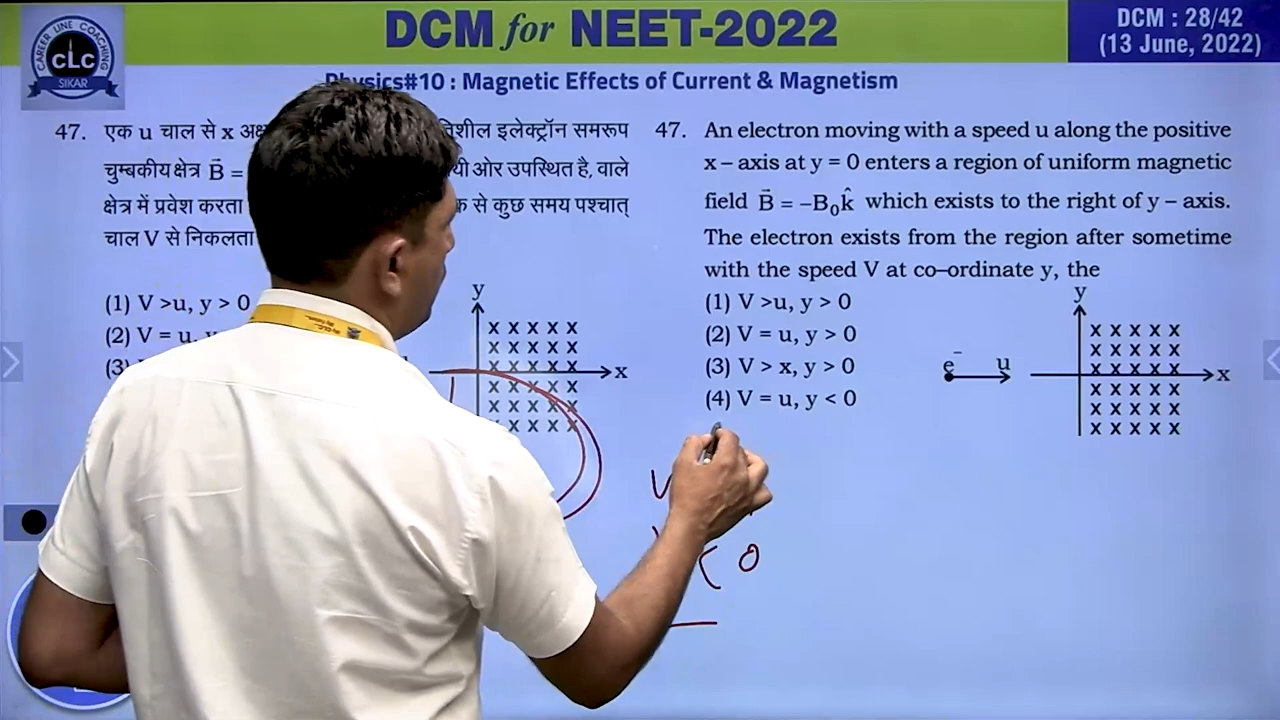 DCM for NEET-2022
DCM : 28/42
(13 June, 2022)
CAREER LINE COACHING
CLC
SIKAR
Physics#10 : Magnetic Effects of Current & Magnetism
47. एक u चाल से x इलेक्ट्रॉन समरूप
चुम्बकीय क्षेत्र B⃗ = ओर उपस्थित है, वाले
क्षेत्र में प्रवेश करता से कुछ समय पश्चात्
चाल V से निकलता
(1) V >u, y > 0
(2) V = u,
(3)
y
x x x x x
x x x x x
x x x x x
x
x x x x x
x x x x x
x x x x
47. An electron moving with a speed u along the positive
x – axis at y = 0 enters a region of uniform magnetic
field B⃗ = –B₀k̂ which exists to the right of y – axis.
The electron exists from the region after sometime
with the speed V at co–ordinate y, the
(1) V >u, y > 0
(2) V = u, y > 0
(3) V > x, y > 0
(4) V = u, y < 0
y
x x x x x
x x x x x
e⁻ u
x
x x x x x
x x x x x
x x x x x
< 0